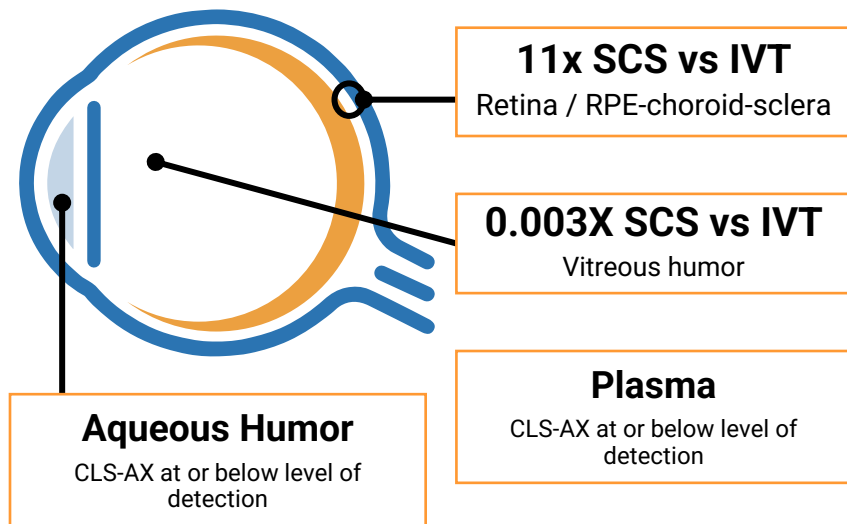 11x SCS vs IVT
Retina / RPE-choroid-sclera
0.003X SCS vs IVT
Vitreous humor
Plasma
CLS-AX at or below level of
detection
Aqueous Humor
CLS-AX at or below level of
detection